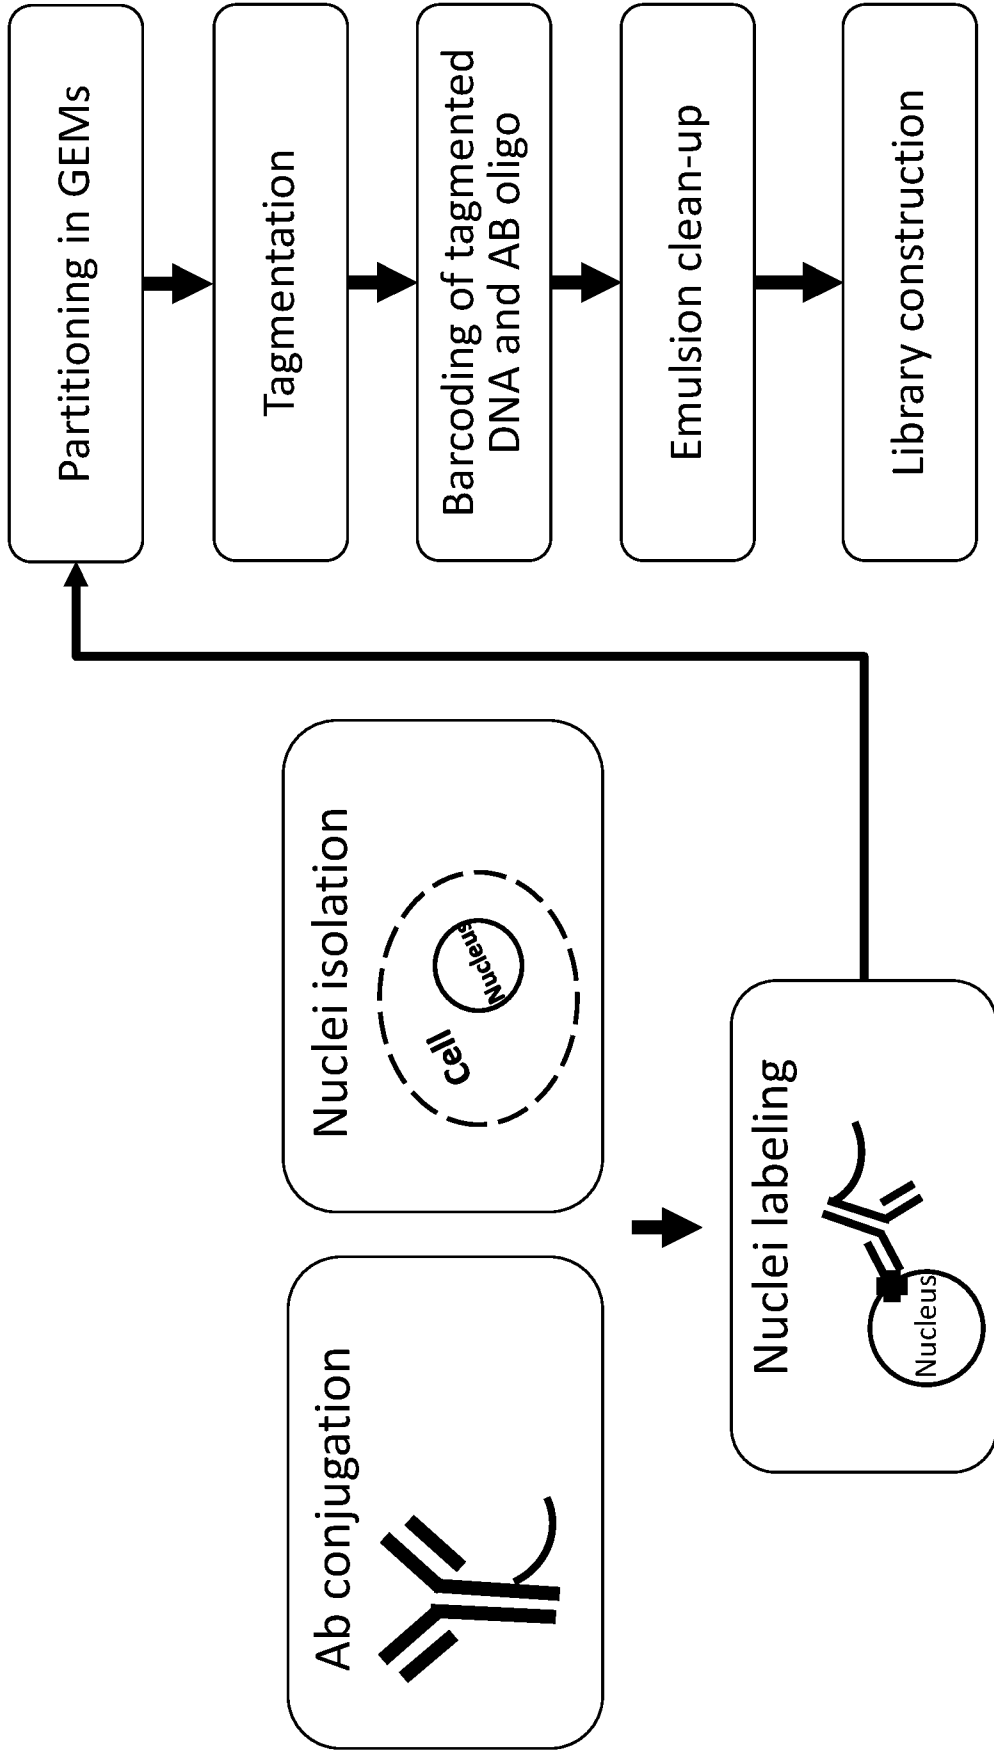 Ab conjugation
Nuclei isolation
Cell
Nucleus
Nuclei labeling
Nucleus
Partitioning in GEMs
Tagmentation
Barcoding of tagmented
DNA and AB oligo
Emulsion clean-up
Library construction